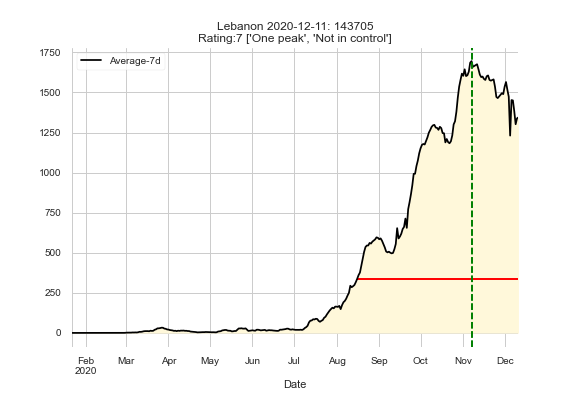 Lebanon 2020-12-11: 143705
Rating:7 ['One peak', 'Not in control']
Average-7d
1750
1500
1250
1000
750
500
250
0
Feb Mar Apr May Jun Jul Aug Sep Oct Nov Dec
2020
Date